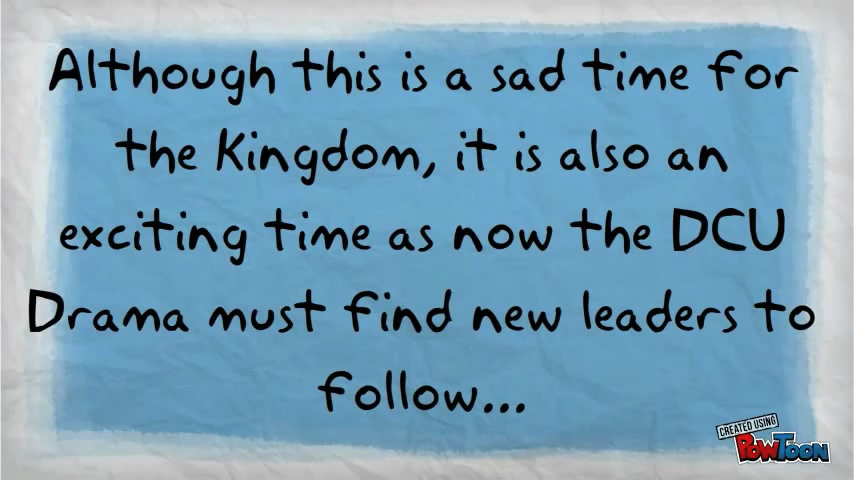 Although this is a sad time for
the Kingdom, it is also an
exciting time as now the DCU
Drama must find new leaders to
follow...
CREATED USING
POWTOON